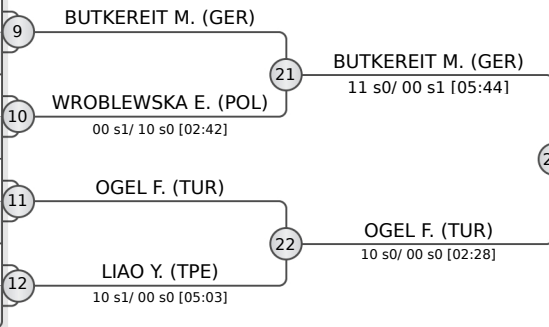 9
BUTKEREIT M. (GER)
21
BUTKEREIT M. (GER)
11 s0/ 00 s1 [05:44]
10
WROBLEWSKA E. (POL)
00 s1/ 10 s0 [02:42]
11
OGEL F. (TUR)
22
OGEL F. (TUR)
10 s0/ 00 s0 [02:28]
12
LIAO Y. (TPE)
10 s1/ 00 s0 [05:03]